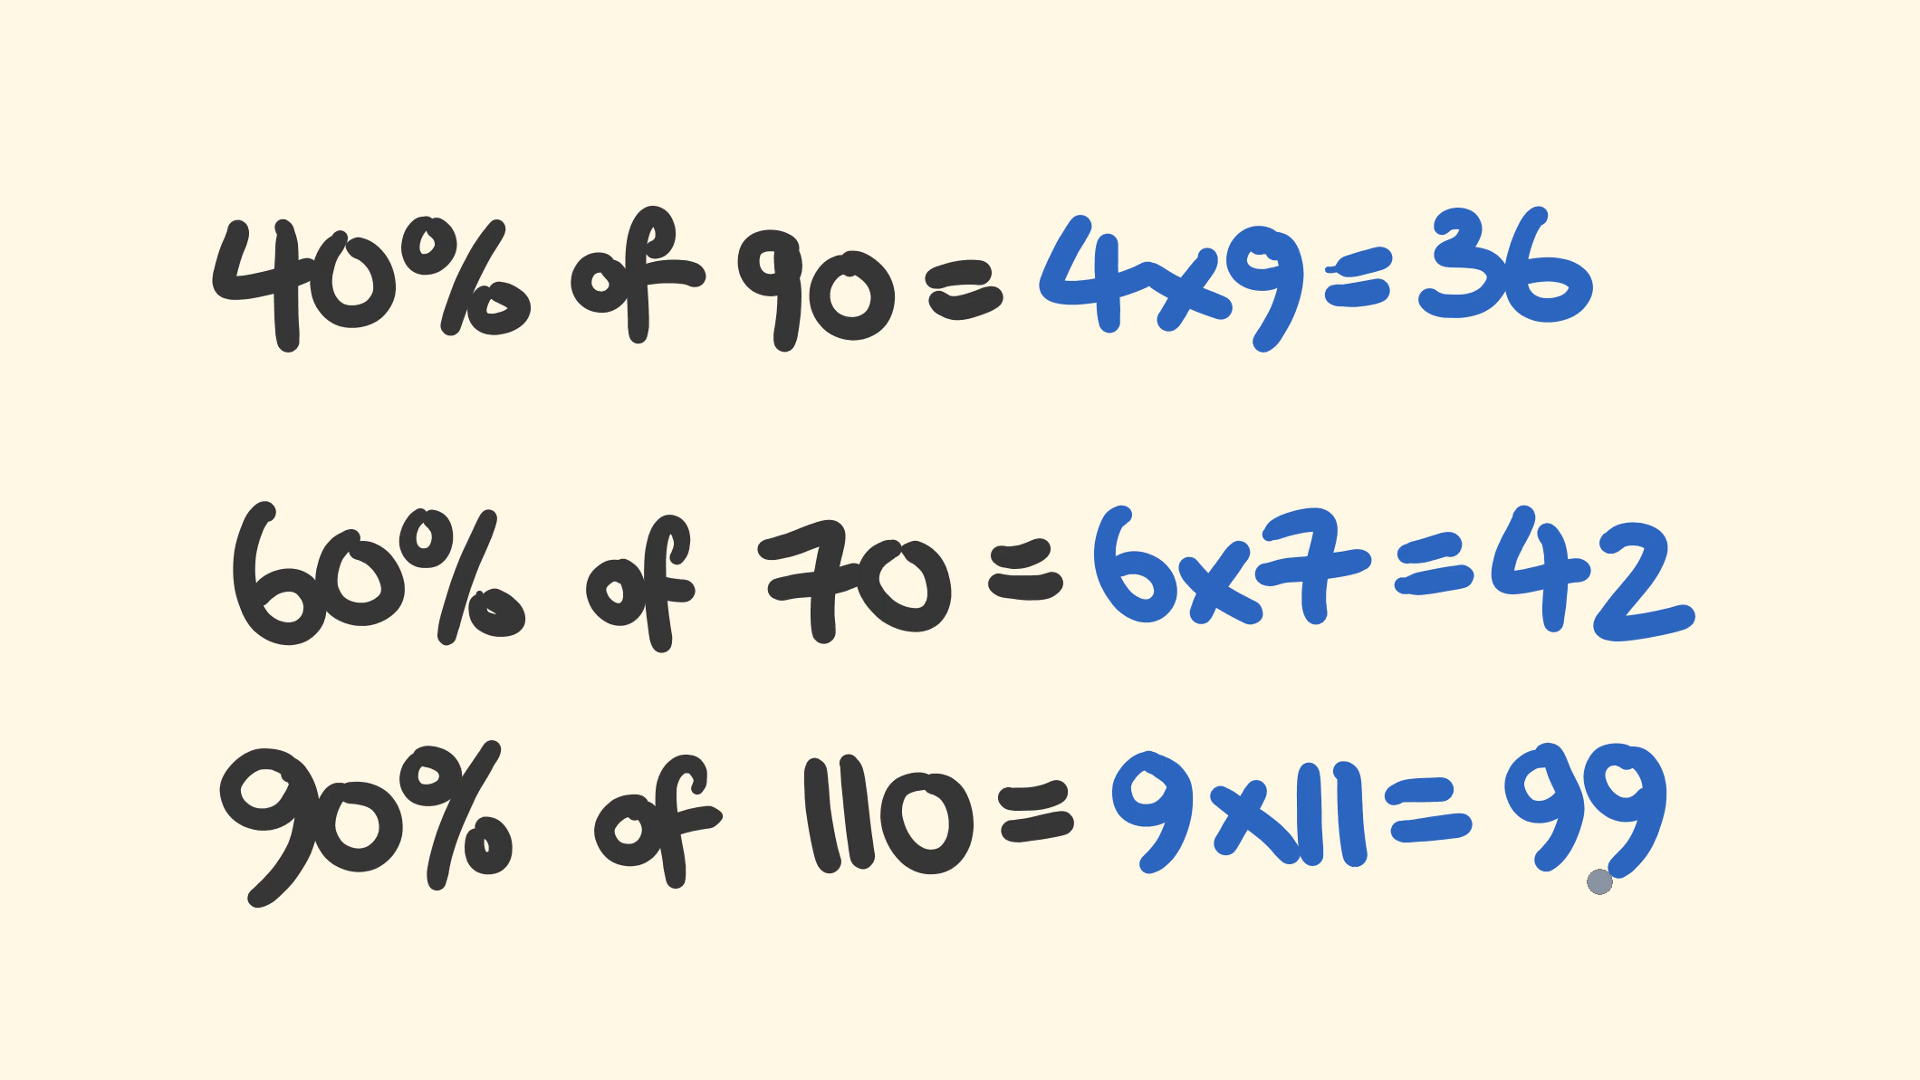 40% of 90 = 4x9 = 36
60% of 70 = 6x7 = 42
90% of 110 = 9x11 = 99